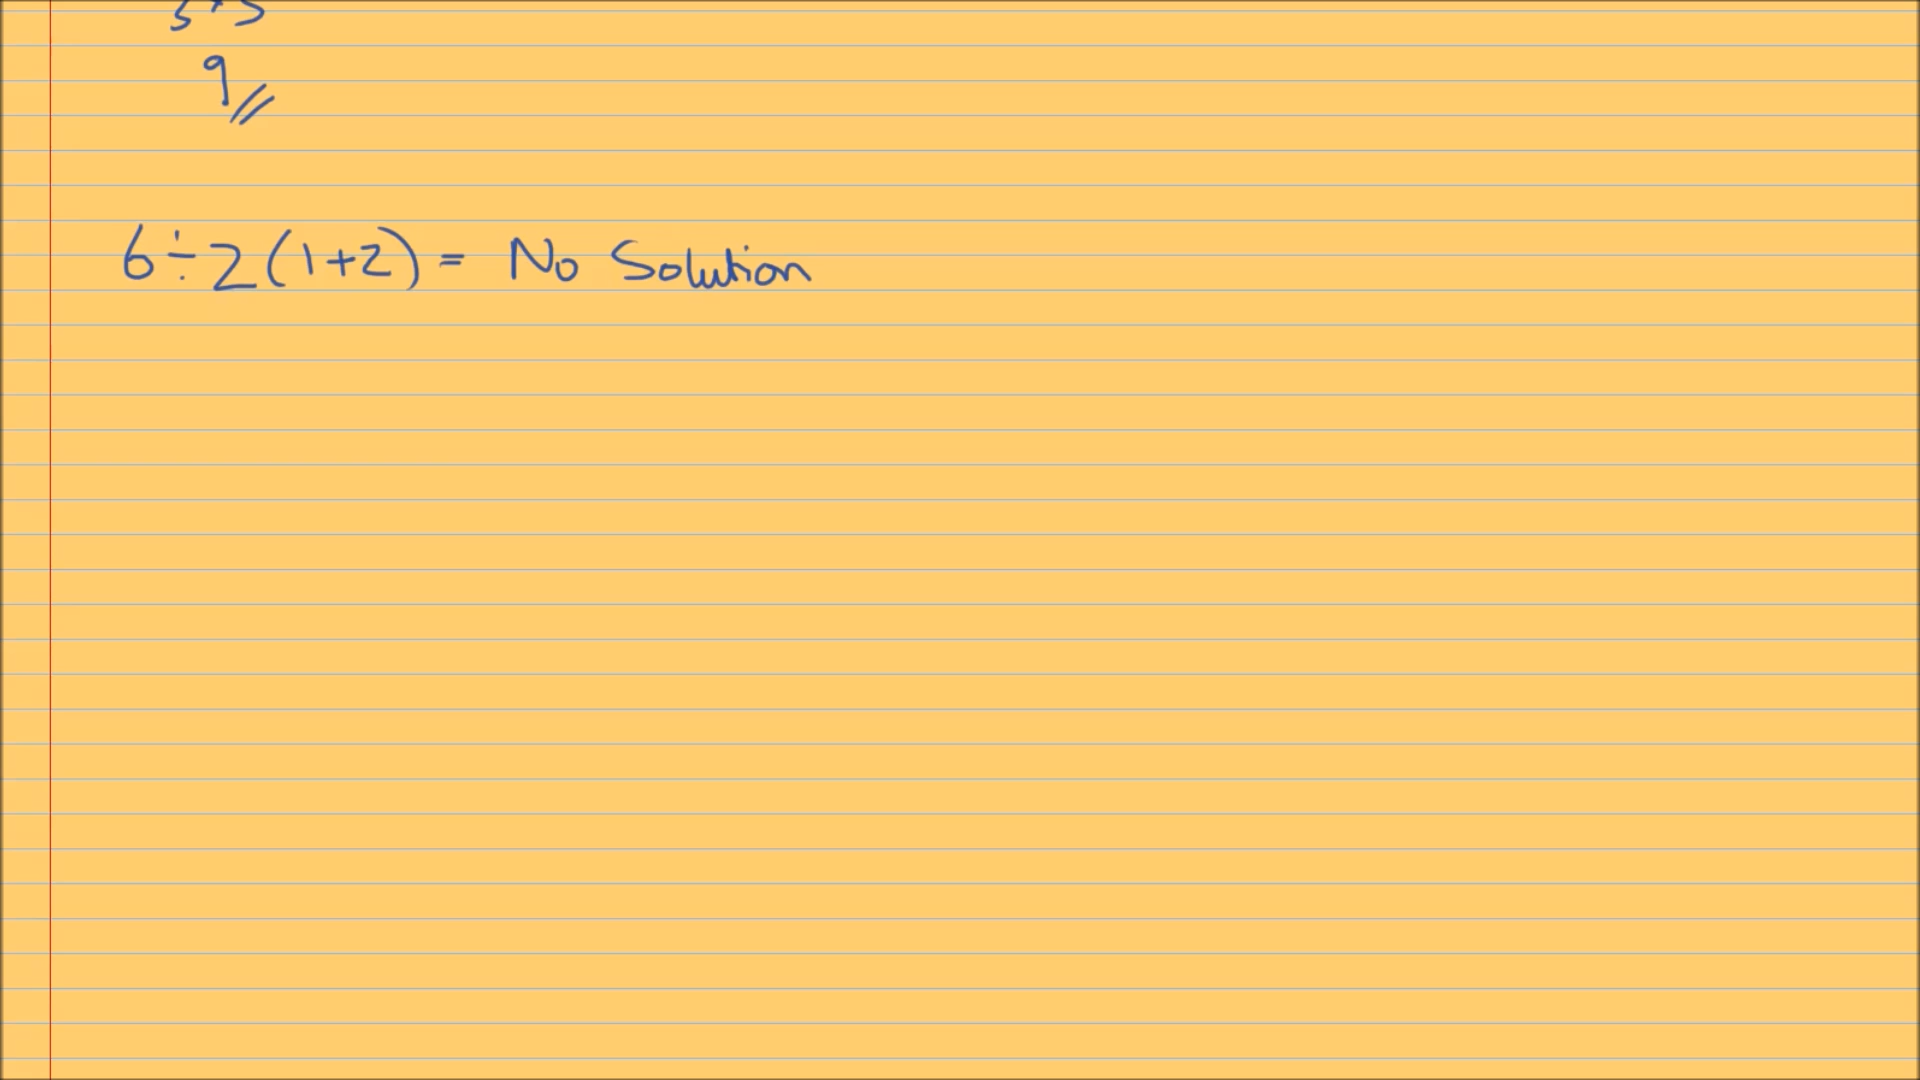 9
6÷2(1+2) = No Solution